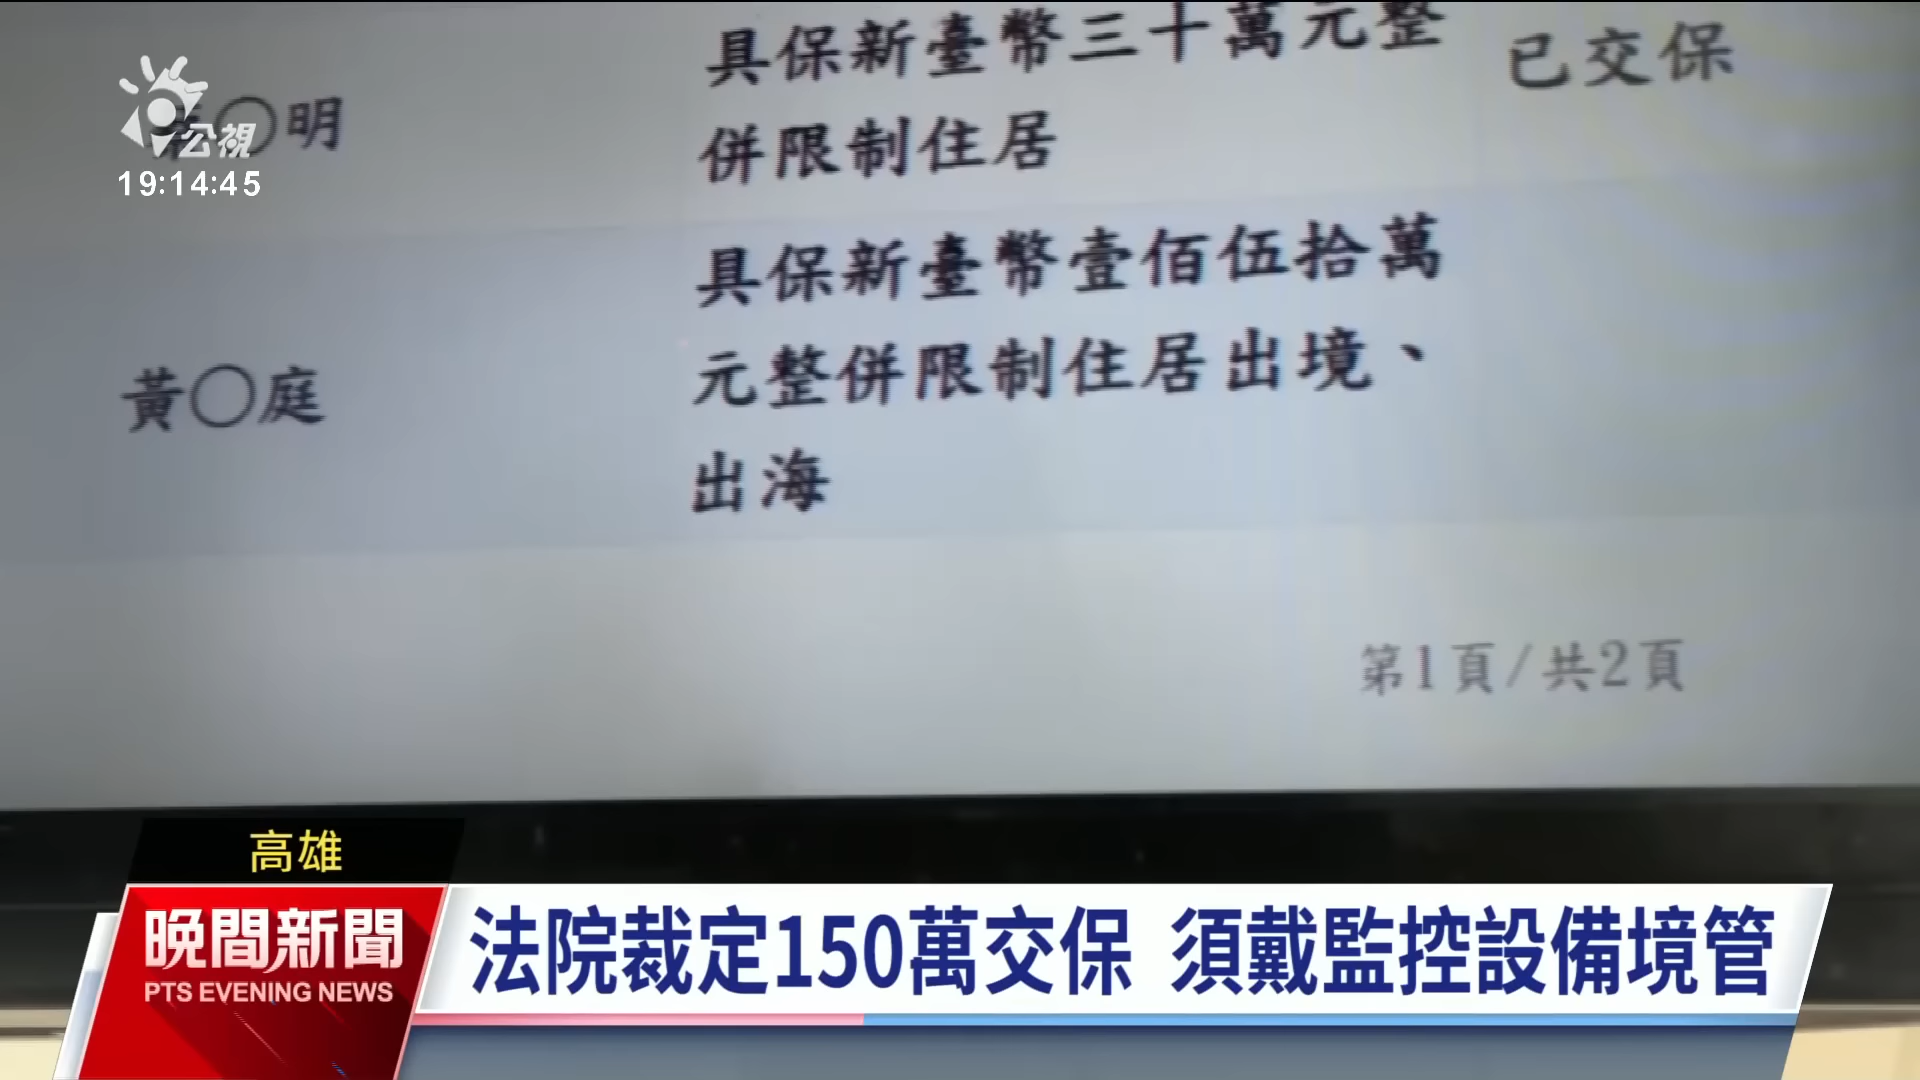 具保新臺幣三十萬元整
已交保
○明
併限制住居
公視
19:14:45
具保新臺幣壹佰伍拾萬
元整併限制住居出境、
黃○庭
出海
第1頁/共2頁
高雄
晚間新聞
PTS EVENING NEWS
法院裁定150萬交保 須戴監控設備境管